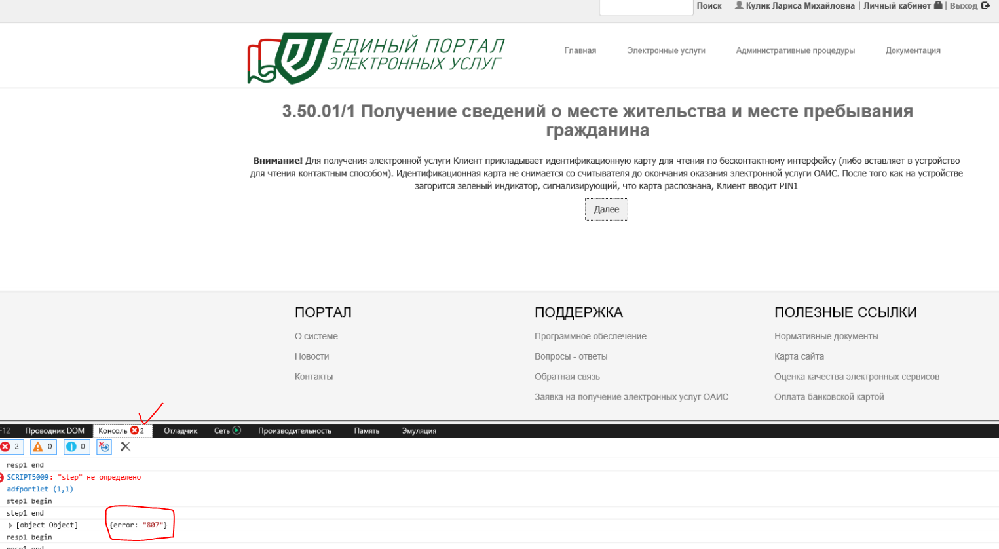 Поиск
Кулик Лариса Михайловна | Личный кабинет | Выход
ЕДИНЫЙ ПОРТАЛ
ЭЛЕКТРОННЫХ УСЛУГ
Главная Электронные услуги Административные процедуры Документация
3.50.01/1 Получение сведений о месте жительства и месте пребывания
гражданина
Внимание! Для получения электронной услуги Клиент прикладывает идентификационную карту для чтения по бесконтактному интерфейсу (либо вставляет в устройство
для чтения контактным способом). Идентификационная карта не снимается со считывателя до окончания оказания электронной услуги ОАИС. После того как на устройстве
загорится зеленый индикатор, сигнализирующий, что карта распознана, Клиент вводит PIN1
Далее
ПОРТАЛ
О системе
Новости
Контакты
ПОДДЕРЖКА
Программное обеспечение
Вопросы - ответы
Обратная связь
Заявка на получение электронных услуг ОАИС
ПОЛЕЗНЫЕ ССЫЛКИ
Нормативные документы
Карта сайта
Оценка качества электронных сервисов
Оплата банковской картой
F12 Проводник DOM Консоль 2 Отладчик Сеть Производительность Память Эмуляция
2 0 0
resp1 end
SCRIPT5009: "step" не определено
adfportlet (1,1)
step1 begin
step1 end
[object Object] {error: "807"}
resp1 begin
resp1 end